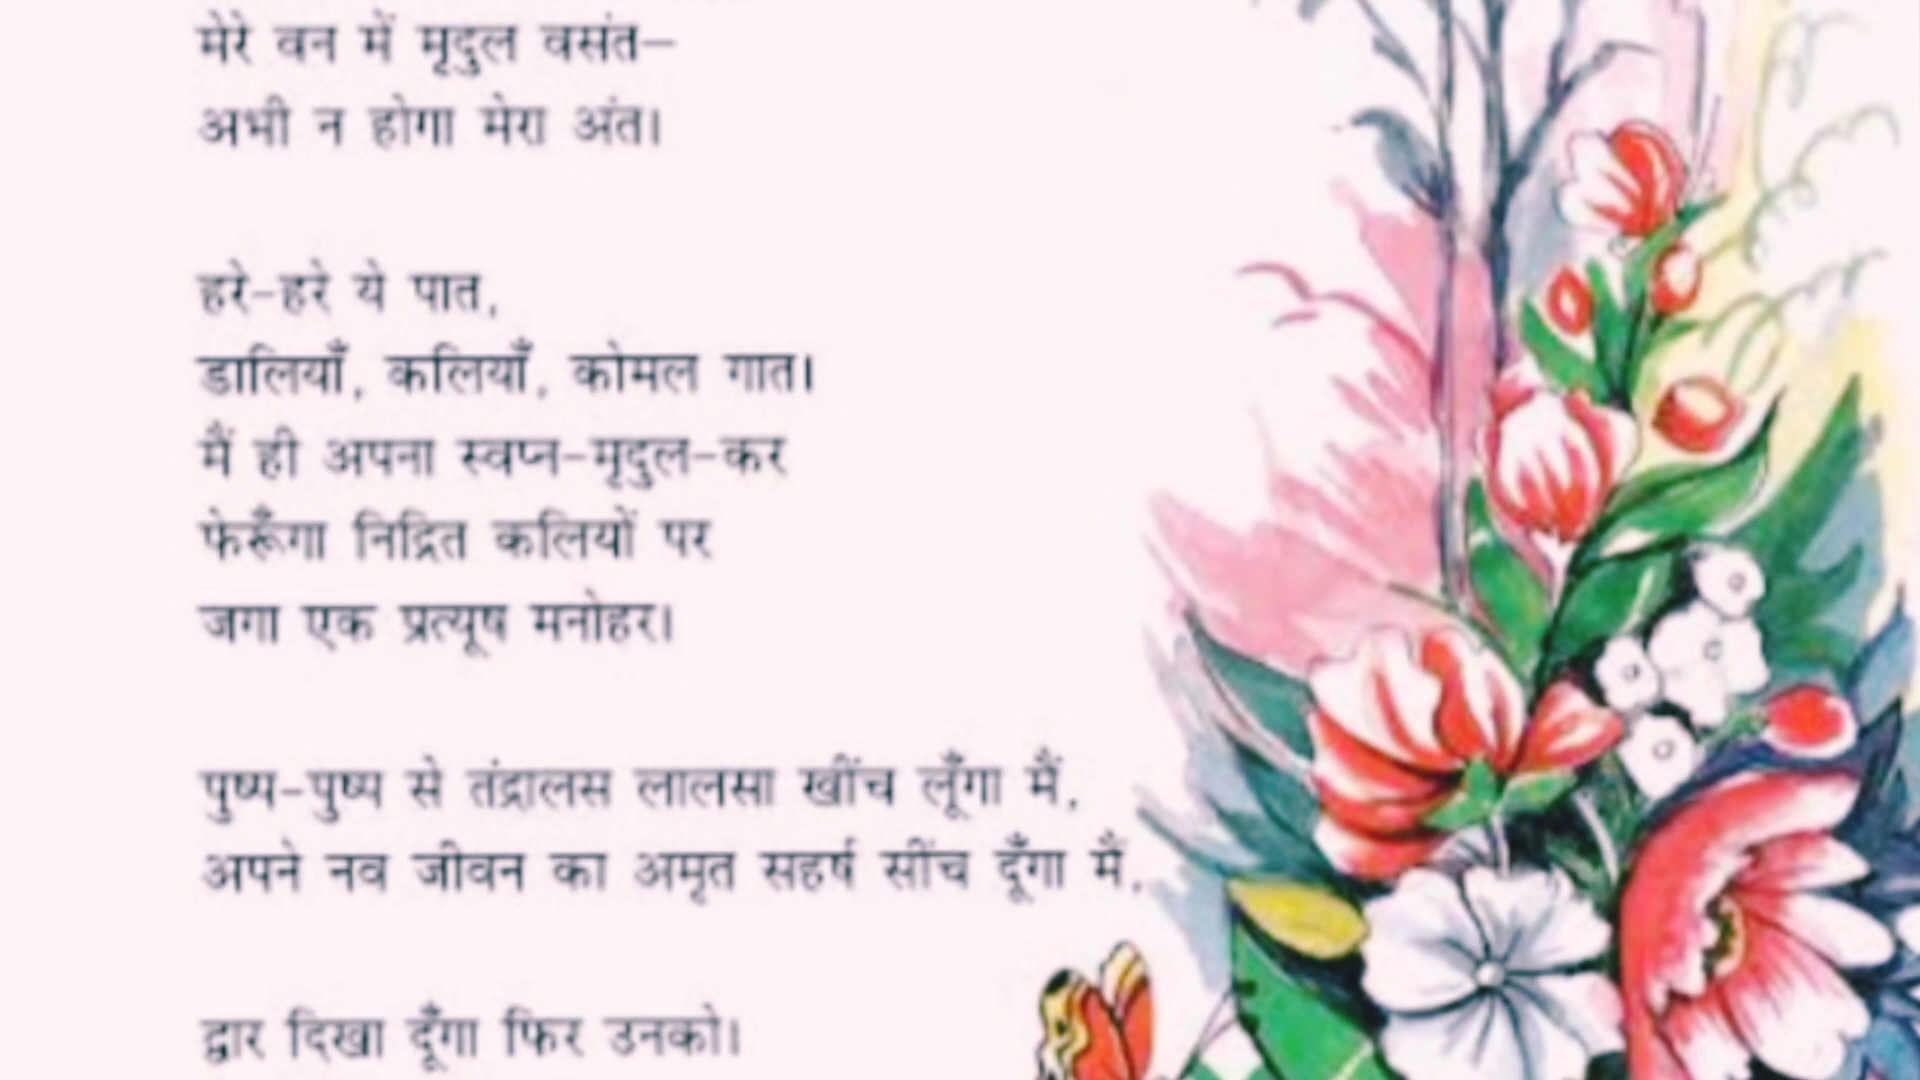 मेरे वन में मृदुल वसंत–
अभी न होगा मेरा अंत।
हरे-हरे ये पात,
डालियाँ, कलियाँ, कोमल गात।
मैं ही अपना स्वप्न-मृदुल-कर
फेरूँगा निद्रित कलियों पर
जगा एक प्रत्यूष मनोहर।
पुष्प-पुष्प से तंद्रालस लालसा खींच लूँगा मैं,
अपने नव जीवन का अमृत सहर्ष सींच दूँगा मैं,
द्वार दिखा दूँगा फिर उनको।